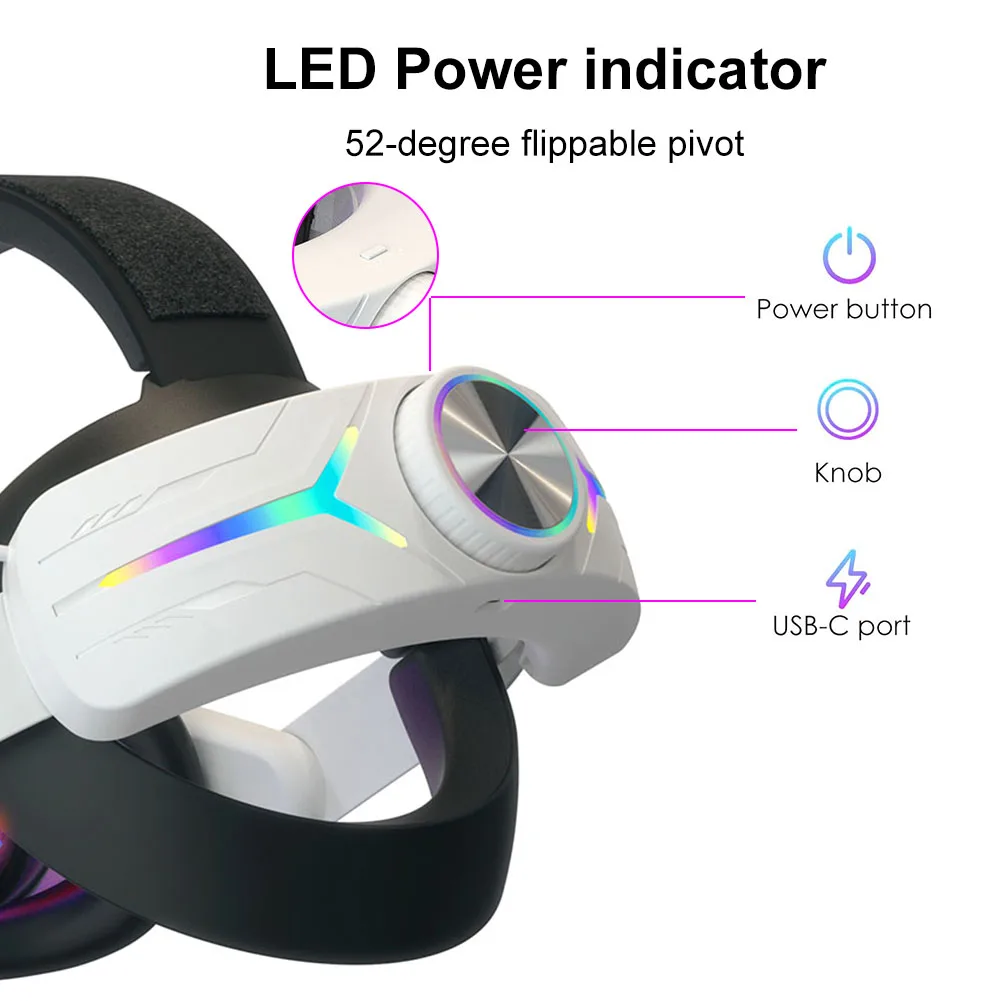 LED Power indicator
52-degree flippable pivot
Power button
Knob
USB-C port